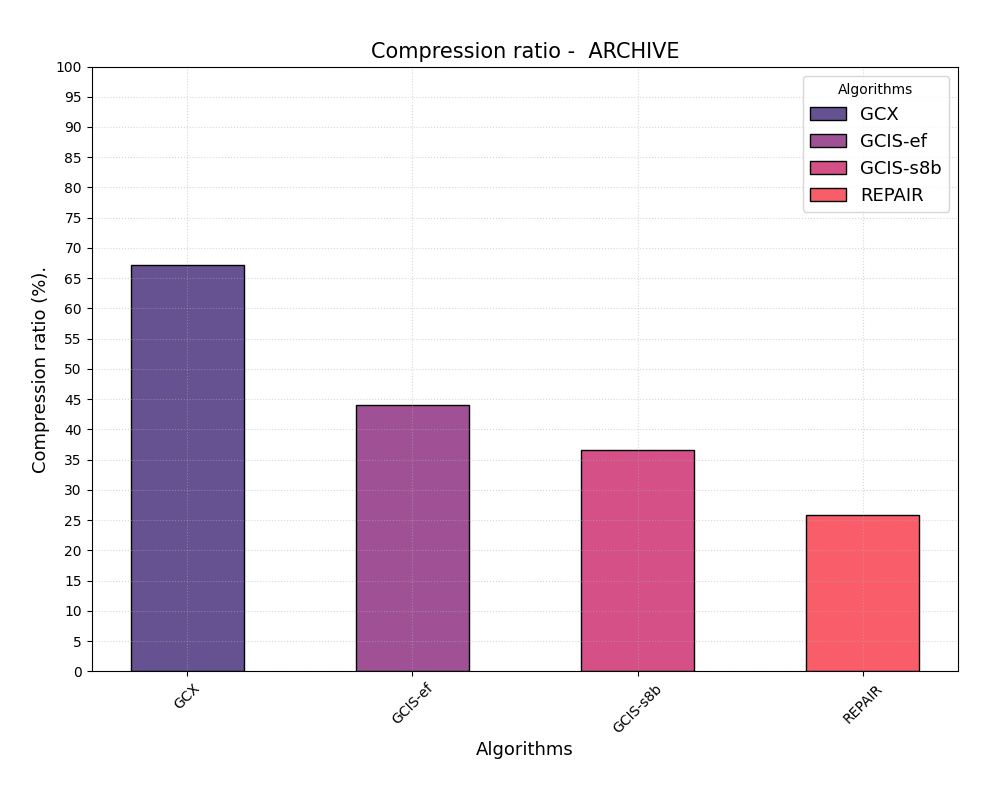 Compression ratio -  ARCHIVE
Compression ratio (%).
100
95
90
85
80
75
70
65
60
55
50
45
40
35
30
25
20
15
10
5
0
Algorithms
GCX
GCIS-ef
GCIS-s8b
REPAIR
GCX
GCIS-ef
GCIS-s8b
REPAIR
Algorithms